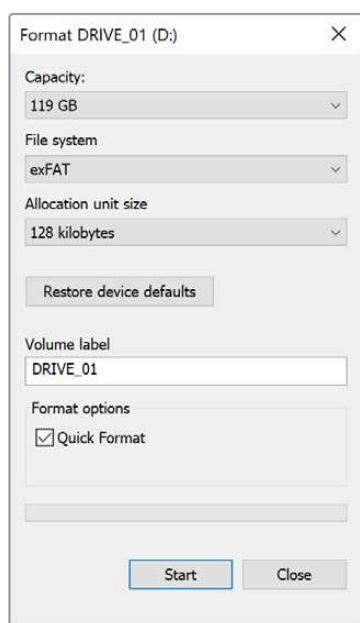 Format DRIVE_01 (D:)
Capacity:
119 GB
File system
exFAT
Allocation unit size
128 kilobytes
Restore device defaults
Volume label
DRIVE_01
Format options
Quick Format
Start Close